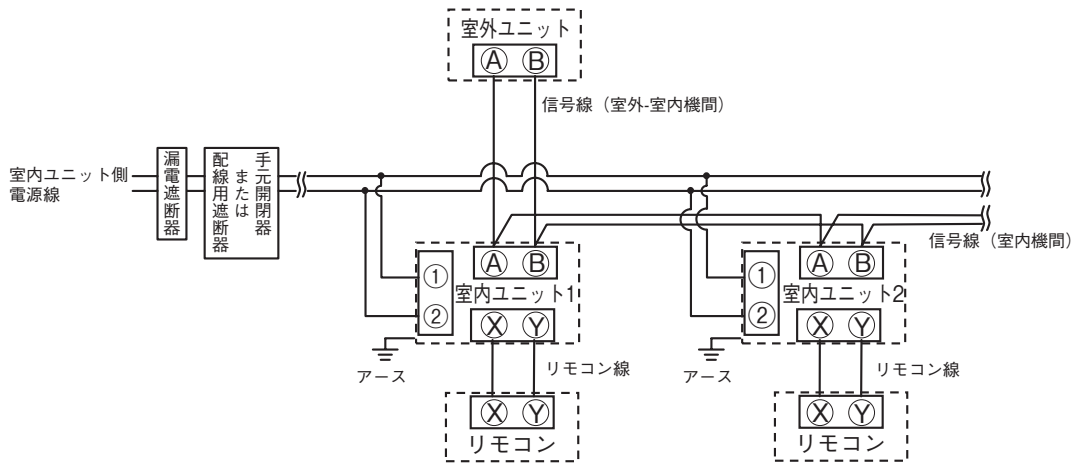 室外ユニット
A B
信号線（室外-室内機間）
室内ユニット側
電源線
漏電遮断器
手元開閉器
または
配線用遮断器
信号線（室内機間）
A B
①
室内ユニット1
②
X Y
アース
リモコン線
X Y
リモコン
A B
①
室内ユニット2
②
X Y
アース
リモコン線
X Y
リモコン